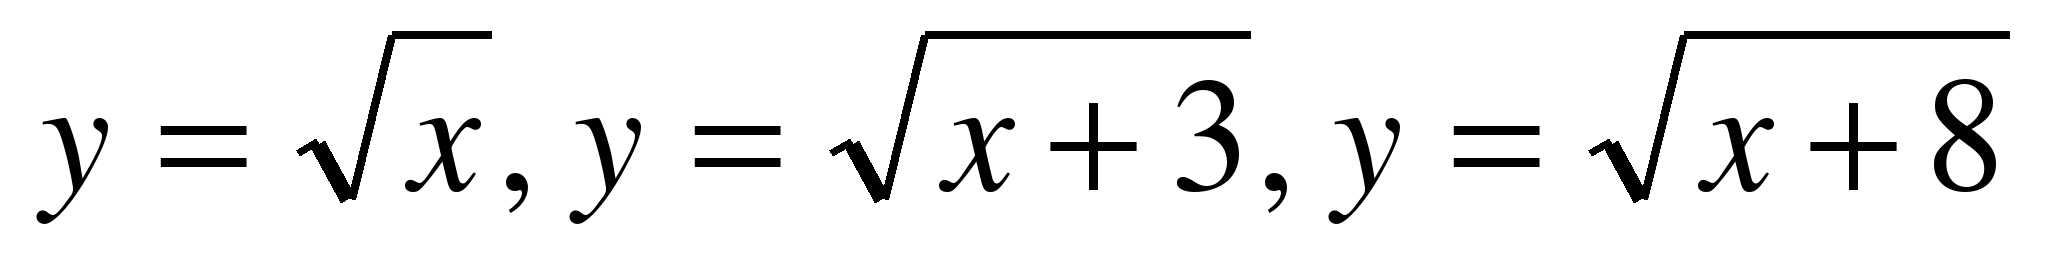 y = √x, y = √(x + 3), y = √(x + 8)